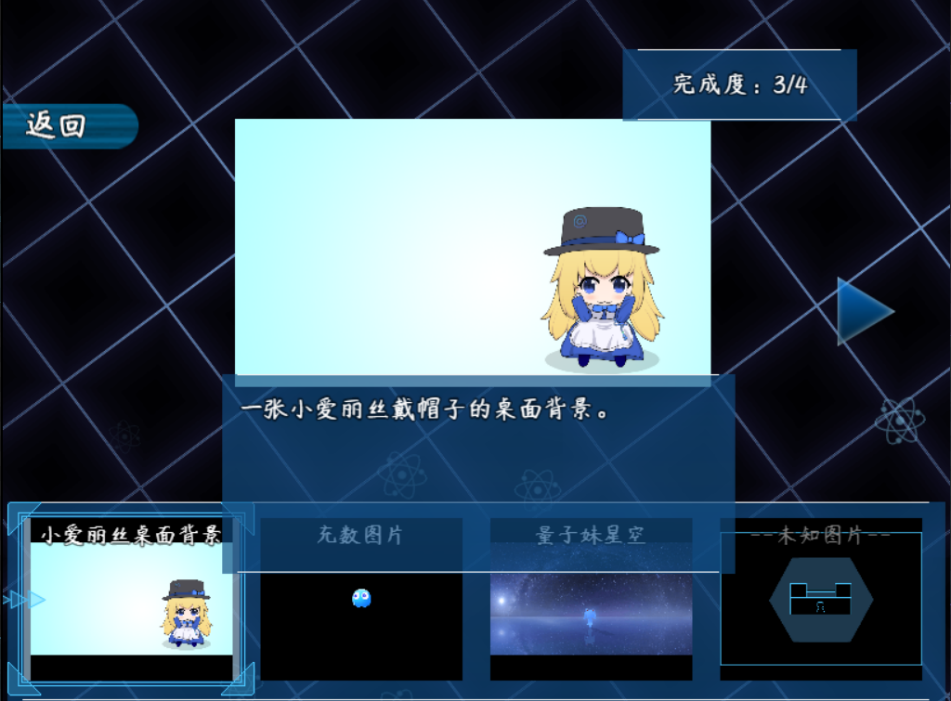 完成度：3/4
返回
一张小爱丽丝戴帽子的桌面背景。
小爱丽丝桌面背景
充数图片
量子妹星空
--未知图片--